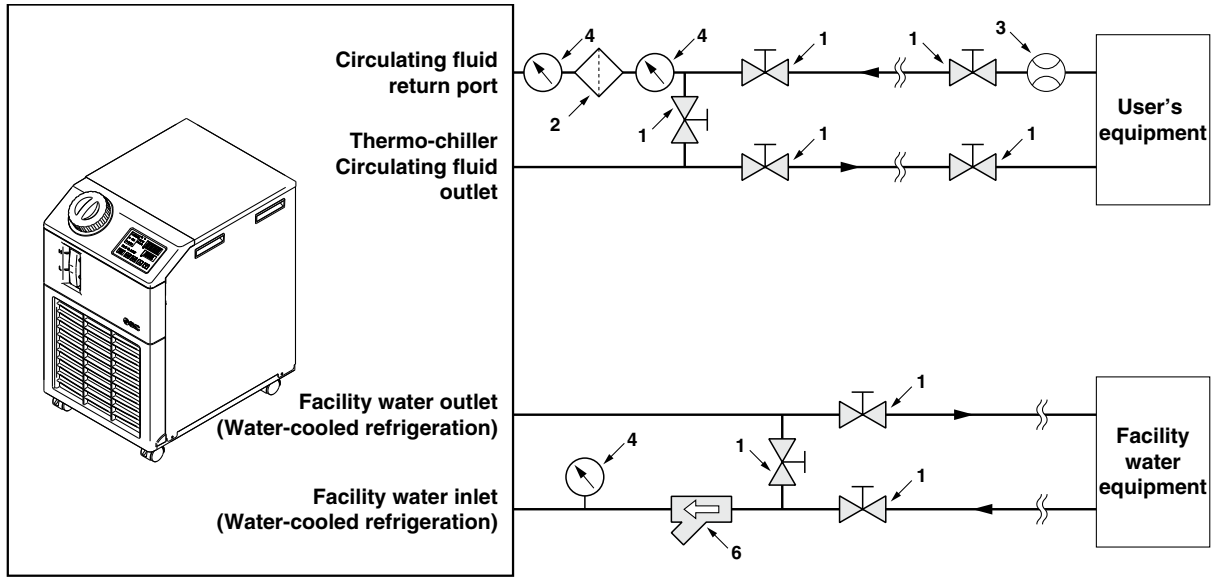 4
4
1
1
3
Circulating fluid
return port
2
1
User's
equipment
Thermo-chiller
Circulating fluid
outlet
1
1
SMC
Facility water outlet
(Water-cooled refrigeration)
1
4
1
Facility
water
equipment
Facility water inlet
(Water-cooled refrigeration)
1
6